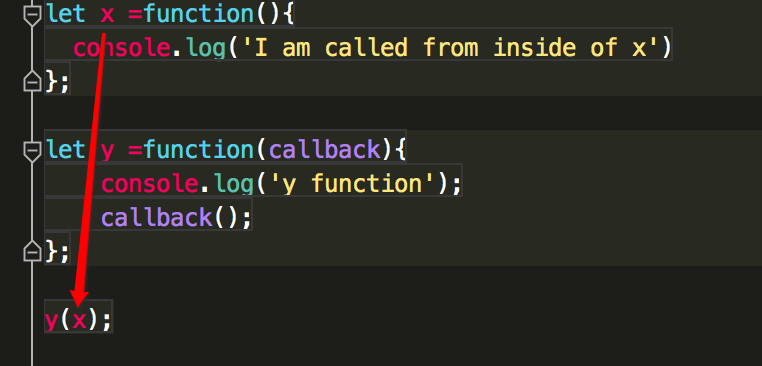 let x =function(){
console.log('I am called from inside of x')
};
let y =function(callback){
console.log('y function');
callback();
};
y(x);